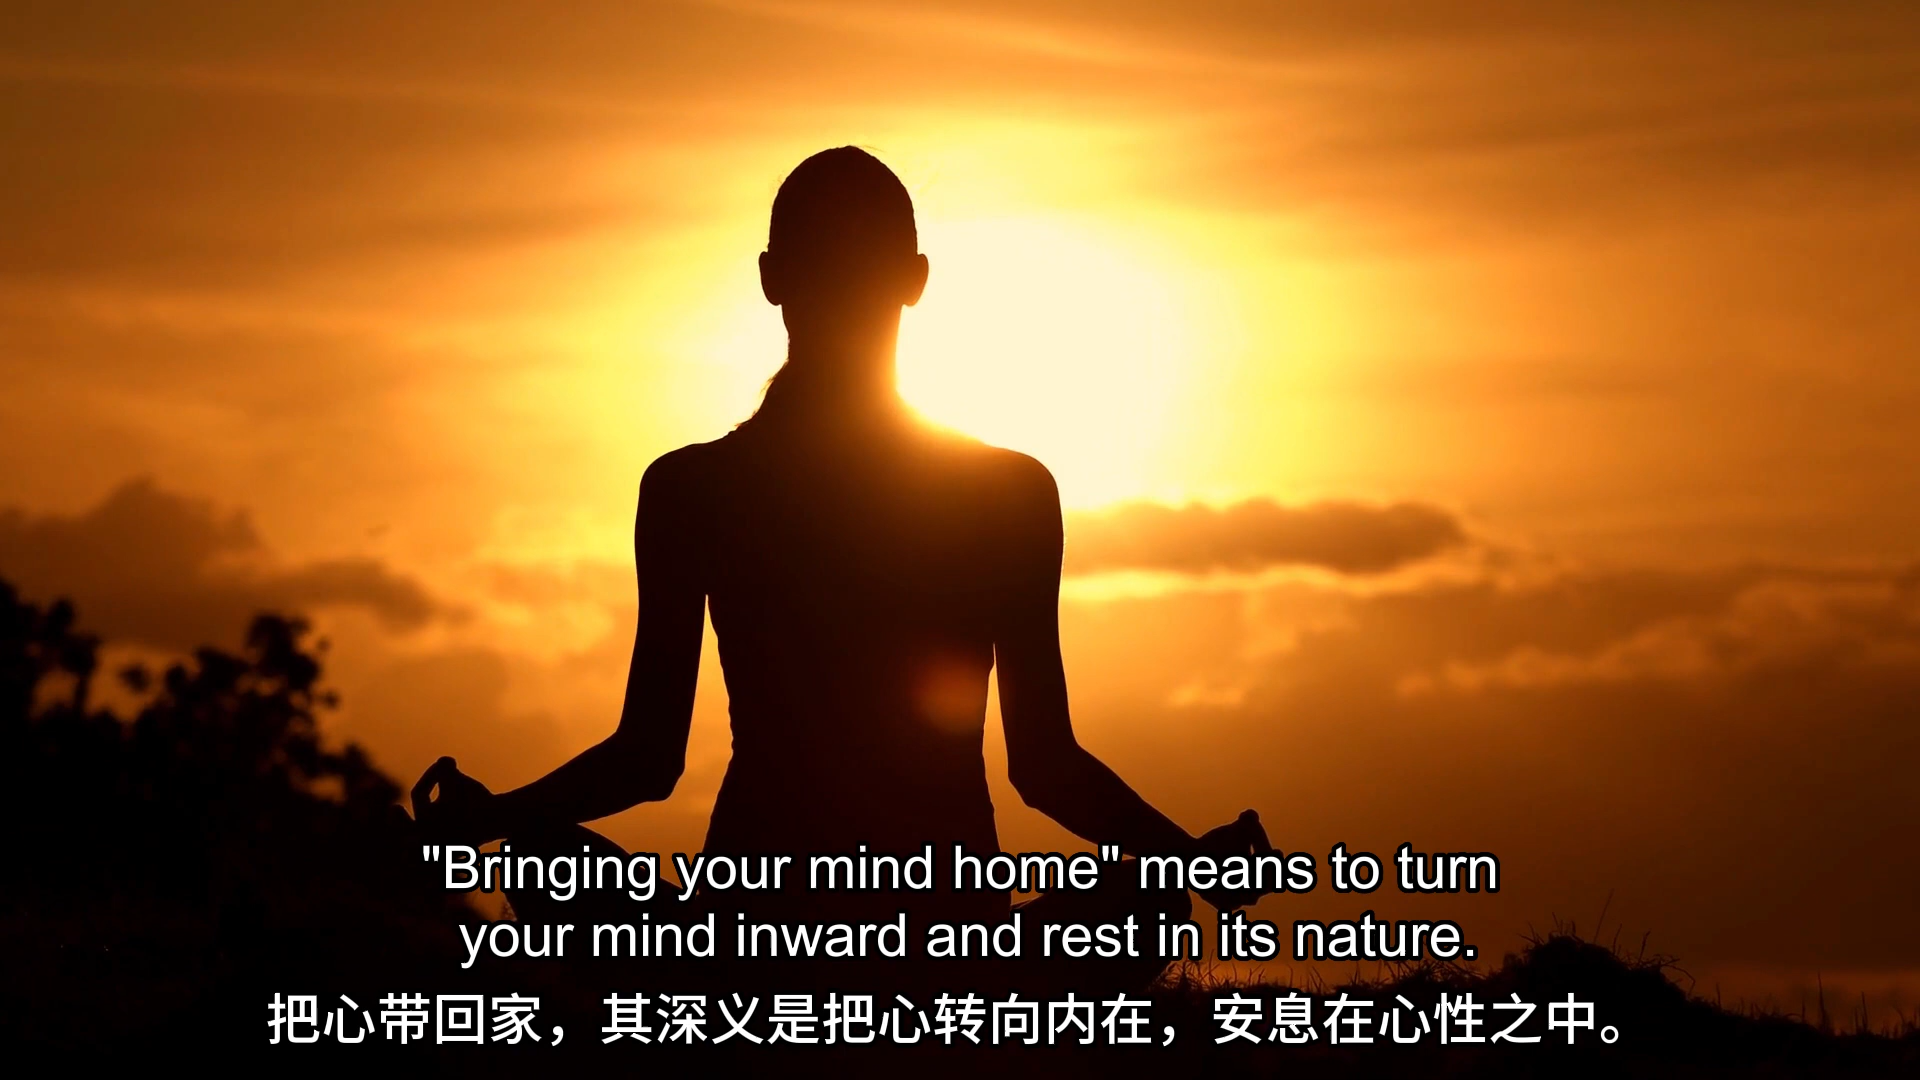 "Bringing your mind home" means to turn
your mind inward and rest in its nature.
把心带回家，其深义是把心转向内在，安息在心性之中。